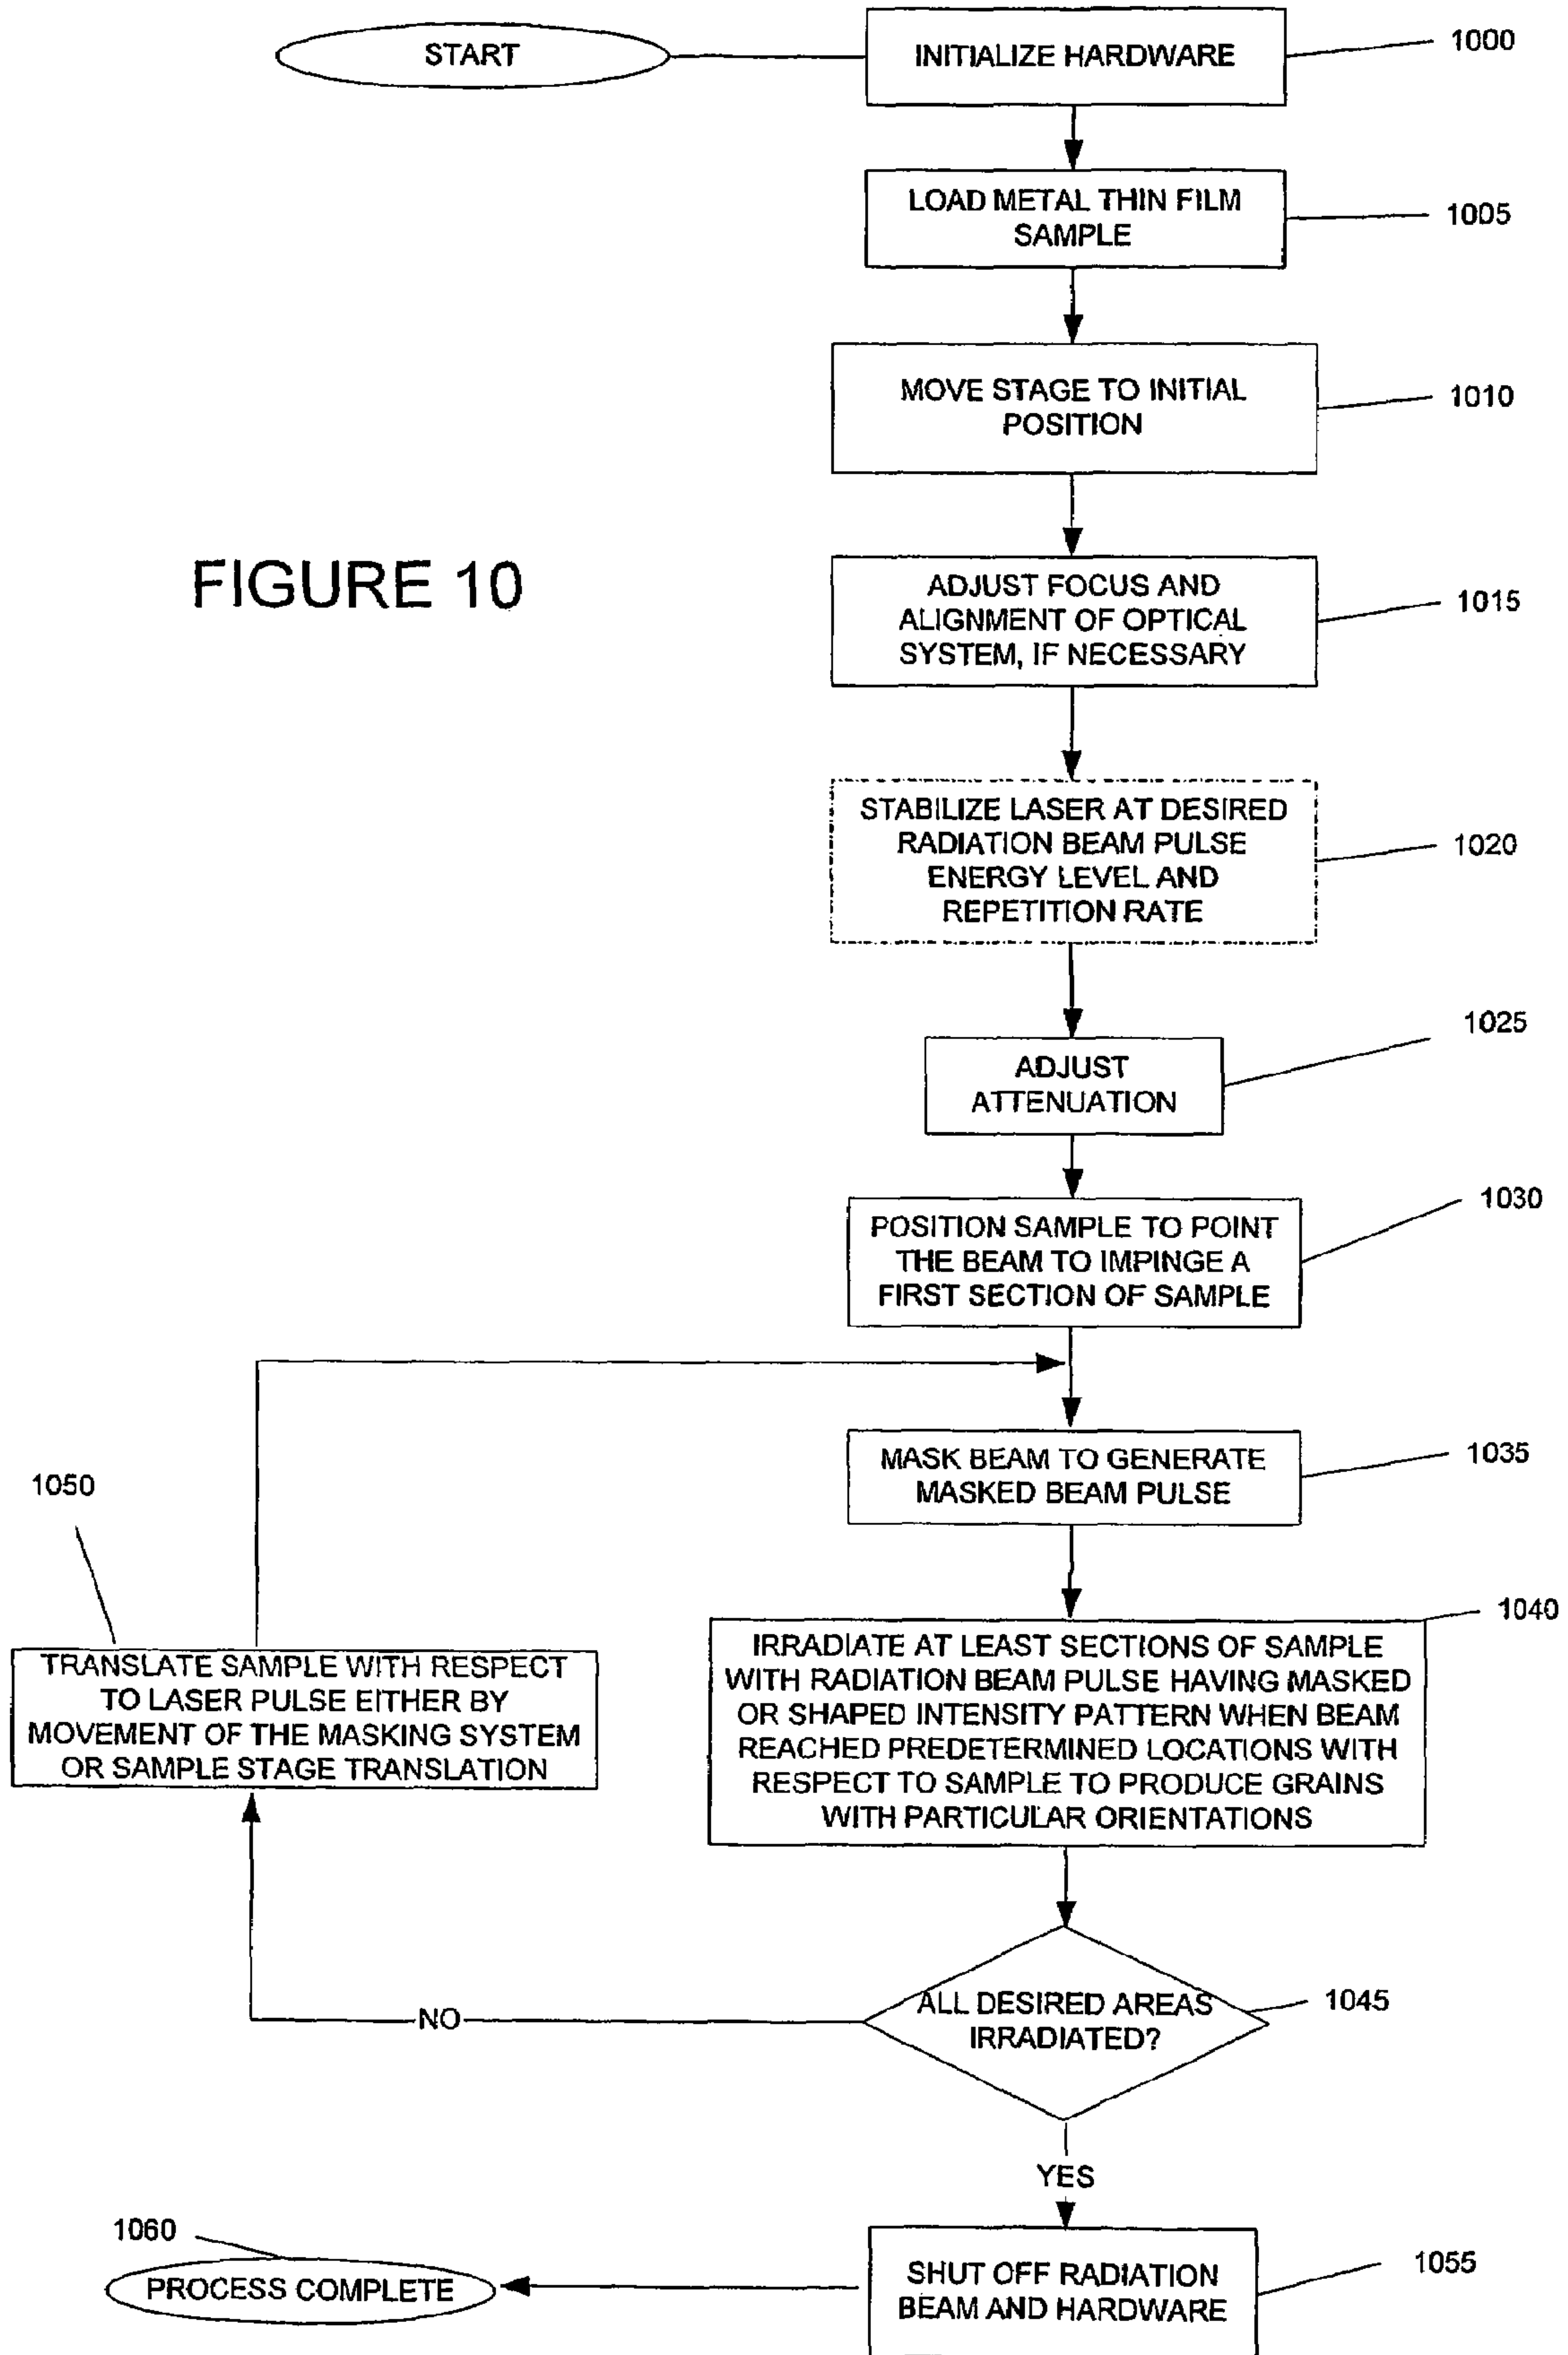 START
INITIALIZE HARDWARE
1000
LOAD METAL THIN FILM
SAMPLE
1005
MOVE STAGE TO INITIAL
POSITION
1010
FIGURE 10
ADJUST FOCUS AND
ALIGNMENT OF OPTICAL
SYSTEM, IF NECESSARY
1015
STABILIZE LASER AT DESIRED
RADIATION BEAM PULSE
ENERGY LEVEL AND
REPETITION RATE
1020
ADJUST
ATTENUATION
1025
POSITION SAMPLE TO POINT
THE BEAM TO IMPINGE A
FIRST SECTION OF SAMPLE
1030
MASK BEAM TO GENERATE
MASKED BEAM PULSE
1035
1050
TRANSLATE SAMPLE WITH RESPECT
TO LASER PULSE EITHER BY
MOVEMENT OF THE MASKING SYSTEM
OR SAMPLE STAGE TRANSLATION
IRRADIATE AT LEAST SECTIONS OF SAMPLE
WITH RADIATION BEAM PULSE HAVING MASKED
OR SHAPED INTENSITY PATTERN WHEN BEAM
REACHED PREDETERMINED LOCATIONS WITH
RESPECT TO SAMPLE TO PRODUCE GRAINS
WITH PARTICULAR ORIENTATIONS
1040
ALL DESIRED AREAS
IRRADIATED?
1045
NO
YES
1060
PROCESS COMPLETE
SHUT OFF RADIATION
BEAM AND HARDWARE
1055